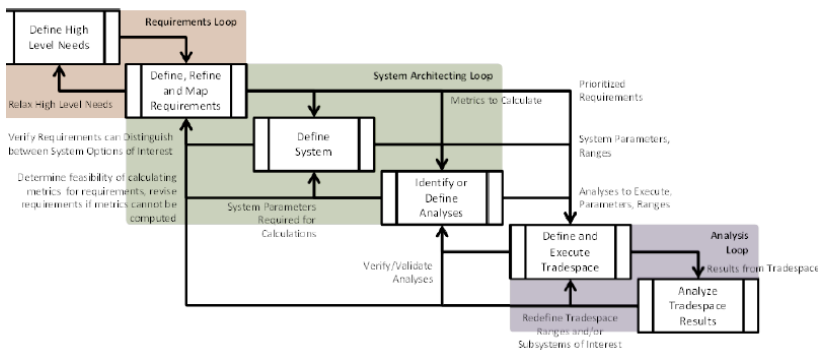 Requirements Loop
Define High
Level Needs
Relax High Level Needs
Define, Refine
and Map
Requirements
System Architecting Loop
Metrics to Calculate
Prioritized
Requirements
Verify Requirements can Distinguish
between System Options of Interest
Define
System
System Parameters,
Ranges
Determine feasibility of calculating
metrics for requirements, revise
requirements if metrics cannot be
computed
System Parameters
Required for
Calculations
Identify or
Define
Analyses
Analyses to Execute,
Parameters, Ranges
Verify/Validate
Analyses
Define and
Execute
Tradespace
Analysis
Loop
Results from Tradespace
Redefine Tradespace
Ranges and/or
Subsystems of Interest
Analyze
Tradespace
Results